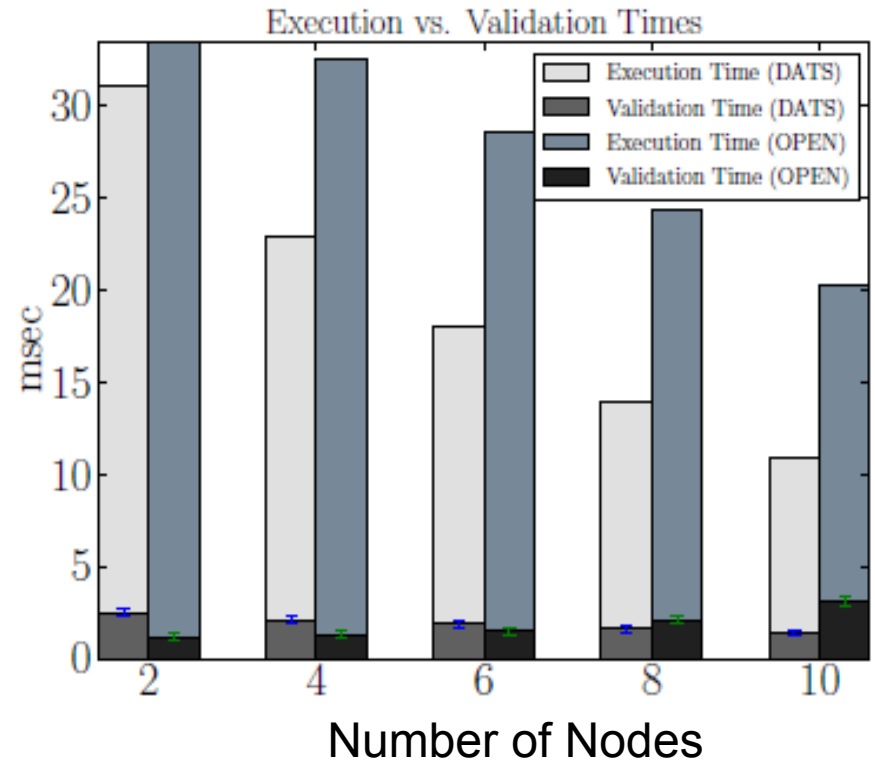 Execution vs. Validation Times
Execution Time (DATS)
Validation Time (DATS)
Execution Time (OPEN)
Validation Time (OPEN)
30
25
20
15
10
5
0
msec
2 4 6 8 10
Number of Nodes